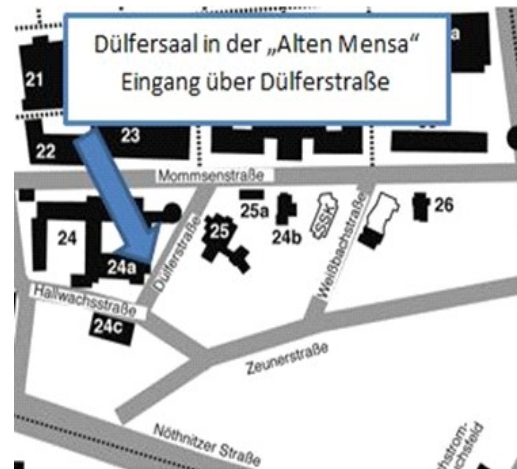 Dülfersaal in der „Alten Mensa“
Eingang über Dülferstraße
a
21
22
23
Mommsenstraße
25a
26
24
25
24b
SSK
Dülferstraße
Weißbachstraße
24a
Hallwachsstraße
24c
Zeunerstraße
Nöthnitzer Straße